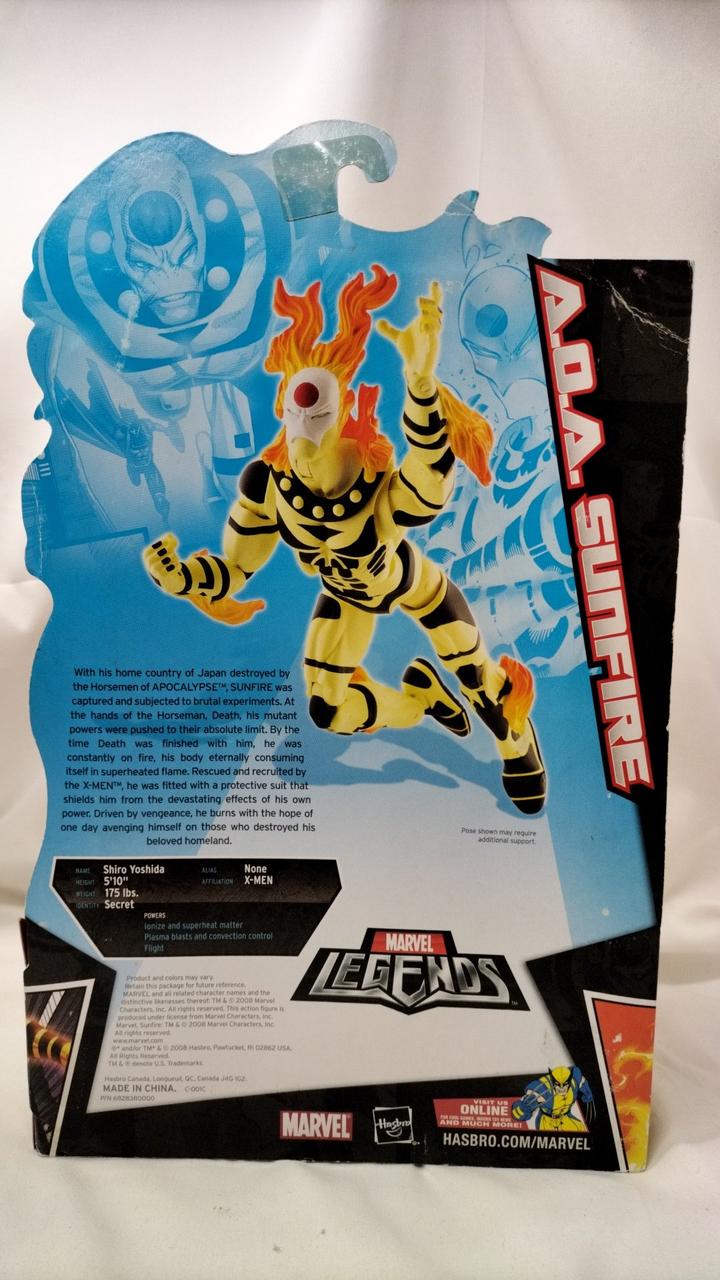 A.O.A. SUNFIRE
With his home country of Japan destroyed by
the Horsemen of APOCALYPSE™, SUNFIRE was
captured and subjected to brutal experiments. At
the hands of the Horseman, Death, his mutant
powers were pushed to their absolute limit. By the
time Death was finished with him, he was
constantly on fire, his body eternally consuming
itself in superheated flame. Rescued and recruited by
the X-MEN™, he was fitted with a protective suit that
shields him from the devastating effects of his own
power. Driven by vengeance, he burns with the hope of
one day avenging himself on those who destroyed his
beloved homeland.
Pose shown may require
additional support.
NAME Shiro Yoshida ALIAS None
HEIGHT 5'10" AFFILIATION X-MEN
WEIGHT 175 lbs.
IDENTITY Secret
POWERS
Ionize and superheat matter
Plasma blasts and convection control
Flight
MARVEL
LEGENDS™
Product and colors may vary.
Retain this package for future reference.
MARVEL and all related character names and the
distinctive likenesses thereof: TM & © 2008 Marvel
Characters, Inc. All rights reserved. This action figure is
produced under license from Marvel Characters, Inc.
Marvel, Sunfire: TM & © 2008 Marvel Characters, Inc.
All rights reserved.
www.marvel.com
®* and/or TM* & © 2008 Hasbro, Pawtucket, RI 02862 USA.
All Rights Reserved.
TM & ® denote U.S. Trademarks.
Hasbro Canada, Longueuil, QC, Canada J4G 1G2.
MADE IN CHINA. C-001C
P/N 6828380000
MARVEL
Hasbro
VISIT US
ONLINE
FOR COOL GAMES, INSIDER TOY NEWS
AND MUCH MORE!
HASBRO.COM/MARVEL